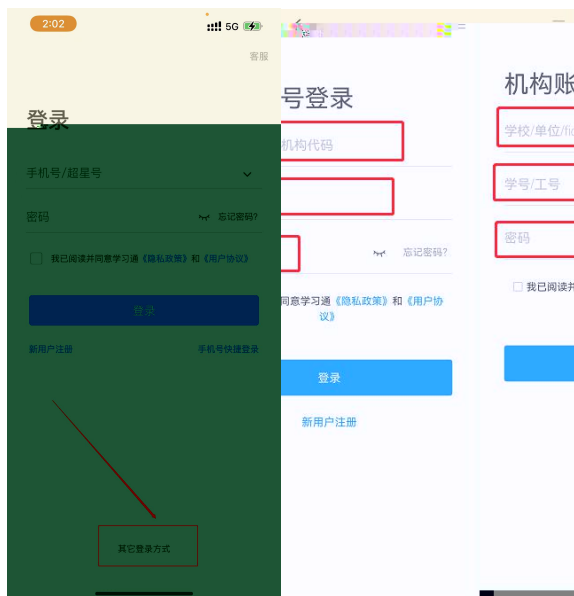 2:02
5G
客服
登录
手机号/超星号
密码
忘记密码?
我已阅读并同意学习通《隐私政策》和《用户协议》
登录
新用户注册
手机号快捷登录
其它登录方式
号登录
机构代码
忘记密码?
同意学习通《隐私政策》和《用户协
议》
登录
新用户注册
机构账
学校/单位/fid
学号/工号
密码
我已阅读并